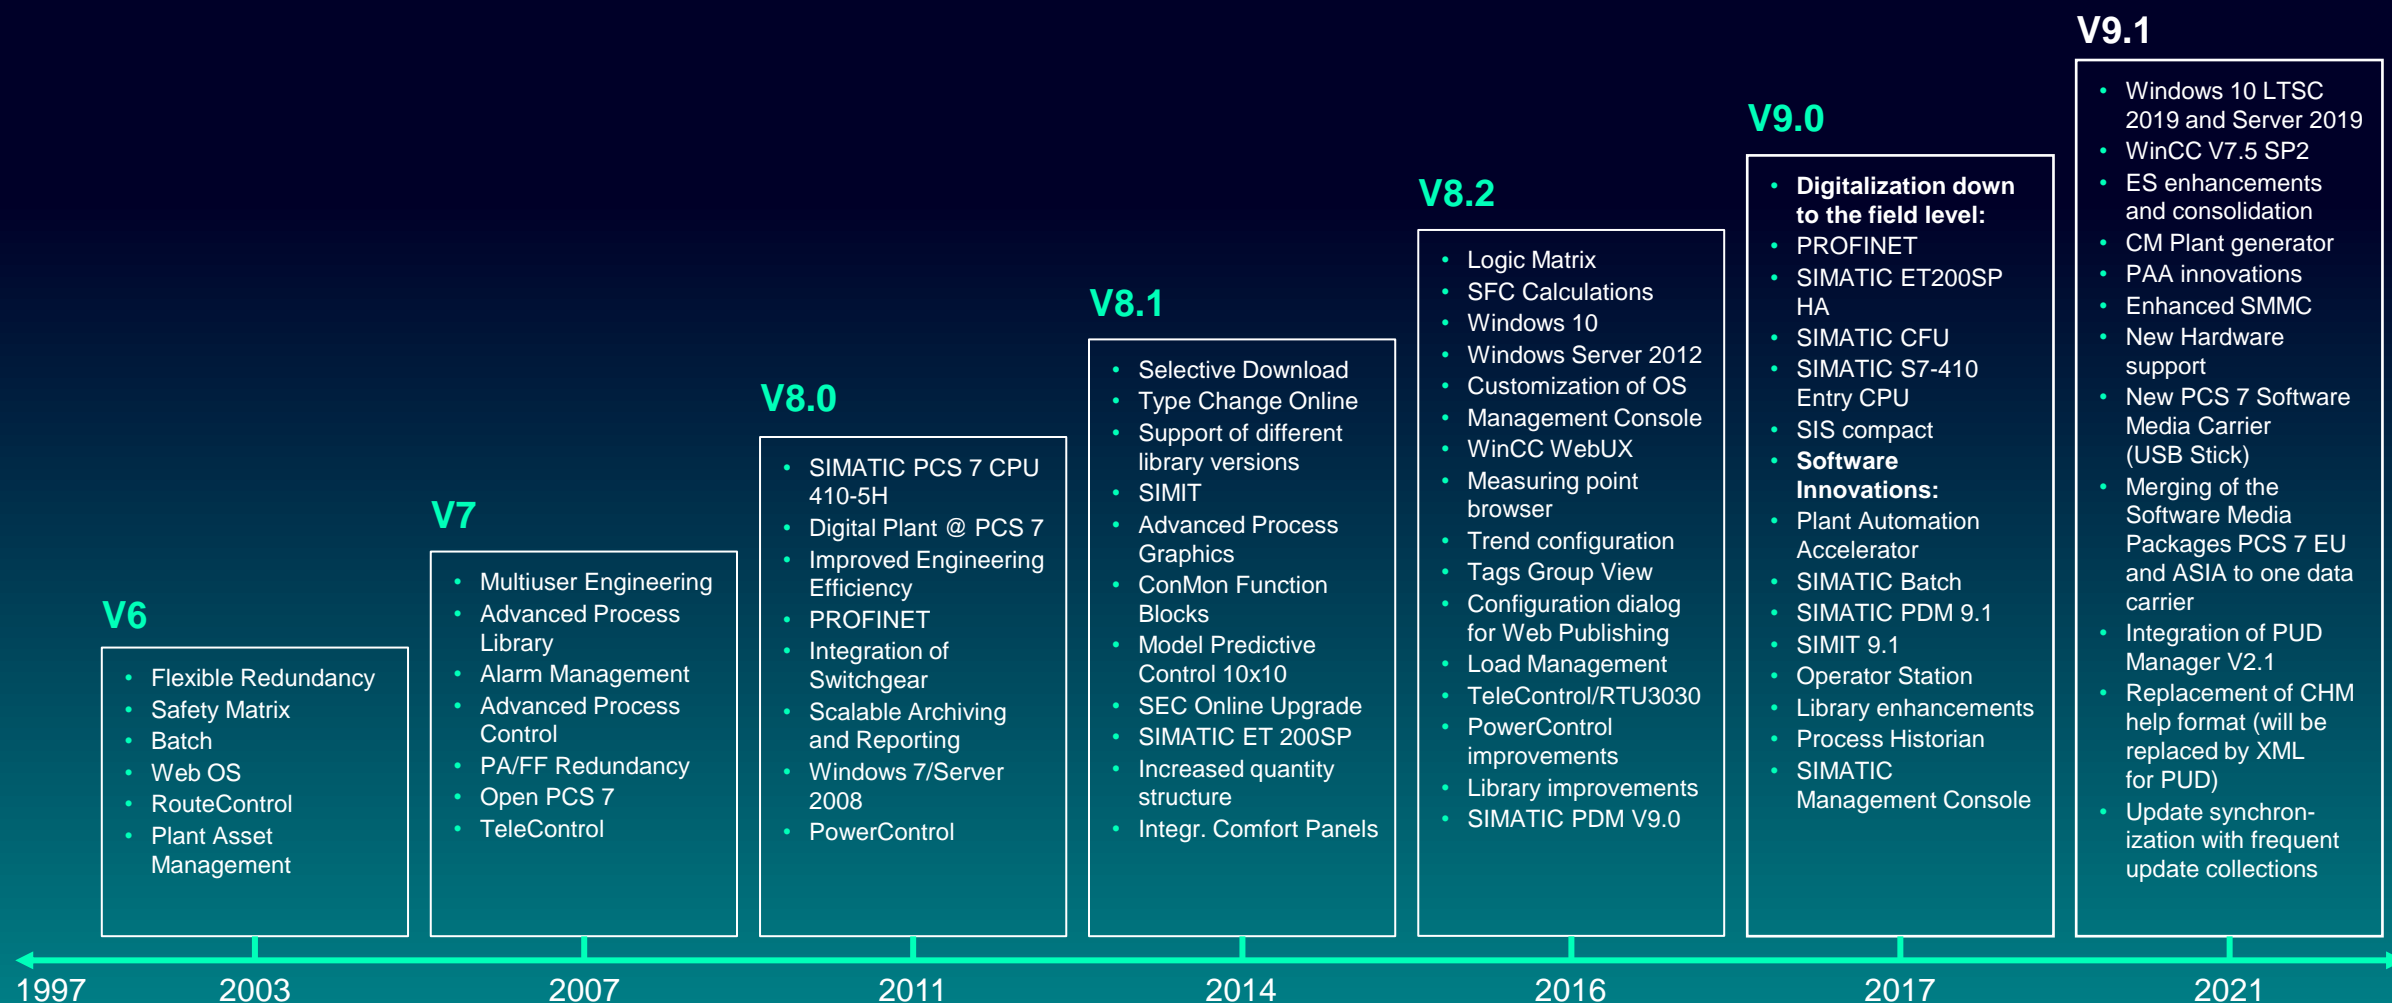 V6
• Flexible Redundancy
• Safety Matrix
• Batch
• Web OS
• RouteControl
• Plant Asset
Management
V7
• Multiuser Engineering
• Advanced Process
Library
• Alarm Management
• Advanced Process
Control
• PA/FF Redundancy
• Open PCS 7
• TeleControl
V8.0
• SIMATIC PCS 7 CPU
410-5H
• Digital Plant @ PCS 7
• Improved Engineering
Efficiency
• PROFINET
• Integration of
Switchgear
• Scalable Archiving
and Reporting
• Windows 7/Server
2008
• PowerControl
V8.1
• Selective Download
• Type Change Online
• Support of different
library versions
• SIMIT
• Advanced Process
Graphics
• ConMon Function
Blocks
• Model Predictive
Control 10x10
• SEC Online Upgrade
• SIMATIC ET 200SP
• Increased quantity
structure
• Integr. Comfort Panels
V8.2
• Logic Matrix
• SFC Calculations
• Windows 10
• Windows Server 2012
• Customization of OS
• Management Console
• WinCC WebUX
• Measuring point
browser
• Trend configuration
• Tags Group View
• Configuration dialog
for Web Publishing
• Load Management
• TeleControl/RTU3030
• PowerControl
improvements
• Library improvements
• SIMATIC PDM V9.0
V9.0
• Digitalization down
to the field level:
• PROFINET
• SIMATIC ET200SP
HA
• SIMATIC CFU
• SIMATIC S7-410
Entry CPU
• SIS compact
• Software
Innovations:
• Plant Automation
Accelerator
• SIMATIC Batch
• SIMATIC PDM 9.1
• SIMIT 9.1
• Operator Station
• Library enhancements
• Process Historian
• SIMATIC
Management Console
V9.1
• Windows 10 LTSC
2019 and Server 2019
• WinCC V7.5 SP2
• ES enhancements
and consolidation
• CM Plant generator
• PAA innovations
• Enhanced SMMC
• New Hardware
support
• New PCS 7 Software
Media Carrier
(USB Stick)
• Merging of the
Software Media
Packages PCS 7 EU
and ASIA to one data
carrier
• Integration of PUD
Manager V2.1
• Replacement of CHM
help format (will be
replaced by XML
for PUD)
• Update synchron-
ization with frequent
update collections
1997 2003 2007 2011 2014 2016 2017 2021